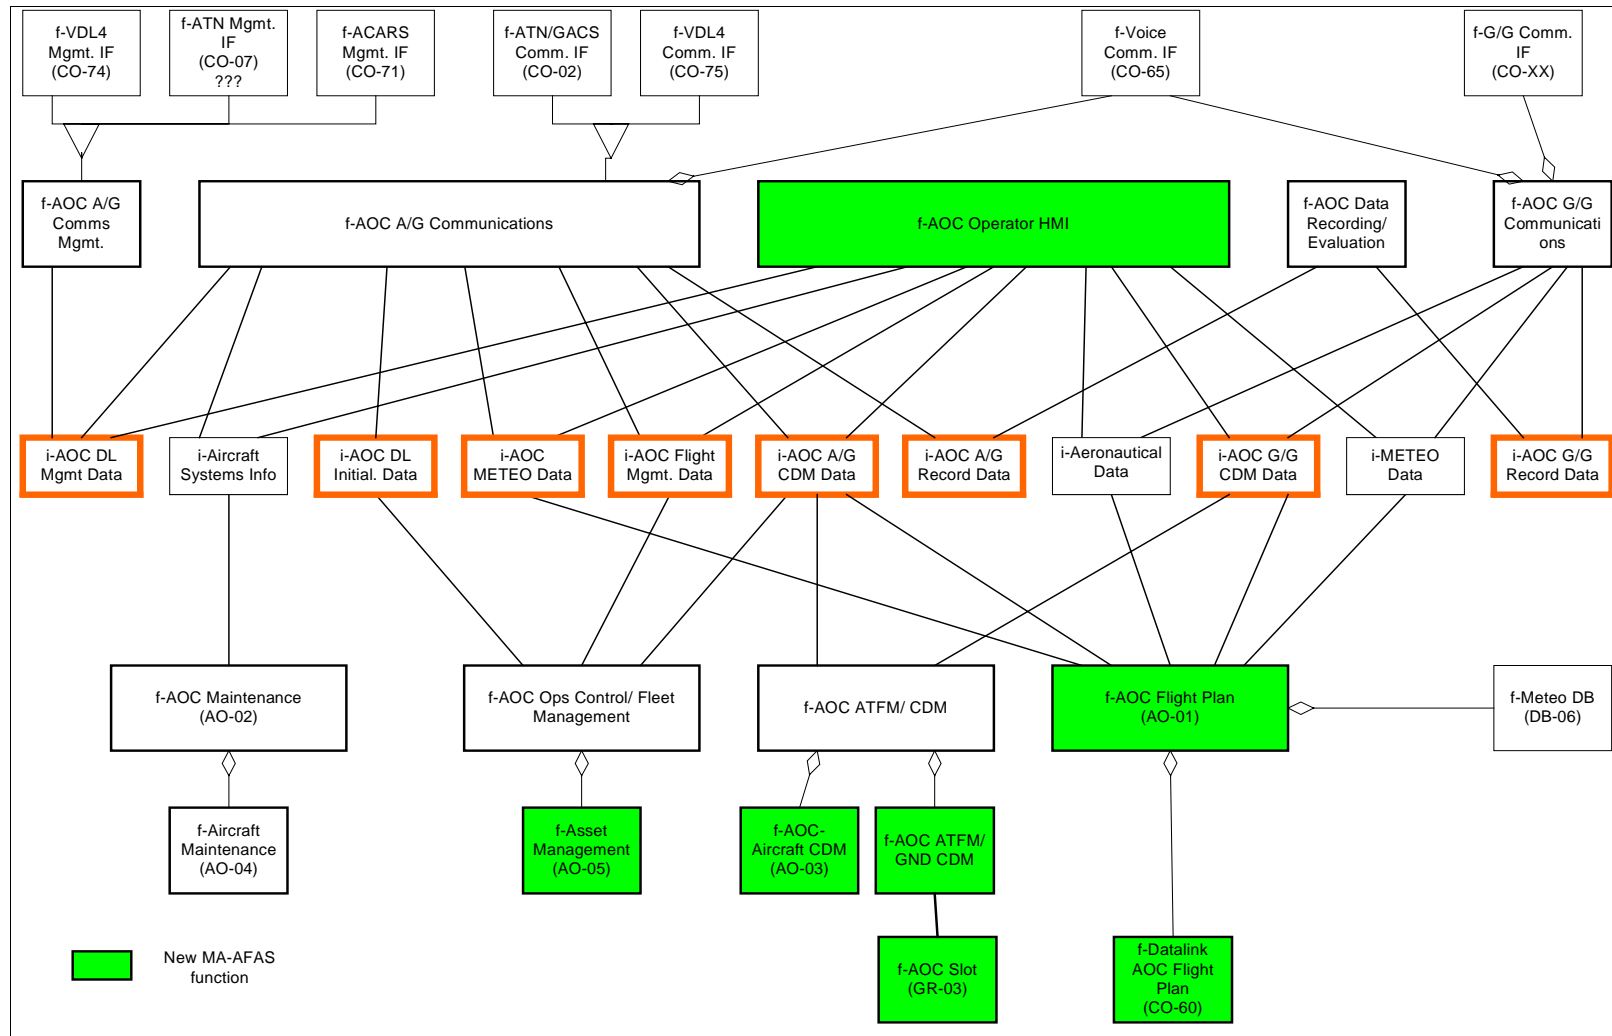 f-VDL4
Mgmt. IF
(CO-74)
f-ATN Mgmt.
IF
(CO-07)
???
f-ACARS
Mgmt. IF
(CO-71)
f-ATN/GACS
Comm. IF
(CO-02)
f-VDL4
Comm. IF
(CO-75)
f-Voice
Comm. IF
(CO-65)
f-G/G Comm.
IF
(CO-XX)
f-AOC A/G
Comms
Mgmt.
f-AOC A/G Communications
f-AOC Operator HMI
f-AOC Data
Recording/
Evaluation
f-AOC G/G
Communicati
ons
i-AOC DL
Mgmt Data
i-Aircraft
Systems Info
i-AOC DL
Initial. Data
i-AOC
METEO Data
i-AOC Flight
Mgmt. Data
i-AOC A/G
CDM Data
i-AOC A/G
Record Data
i-Aeronautical
Data
i-AOC G/G
CDM Data
i-METEO
Data
i-AOC G/G
Record Data
f-AOC Maintenance
(AO-02)
f-AOC Ops Control/ Fleet
Management
f-AOC ATFM/ CDM
f-AOC Flight Plan
(AO-01)
f-Meteo DB
(DB-06)
f-Aircraft
Maintenance
(AO-04)
f-Asset
Management
(AO-05)
f-AOC-
Aircraft CDM
(AO-03)
f-AOC ATFM/
GND CDM
New MA-AFAS
function
f-AOC Slot
(GR-03)
f-Datalink
AOC Flight
Plan
(CO-60)